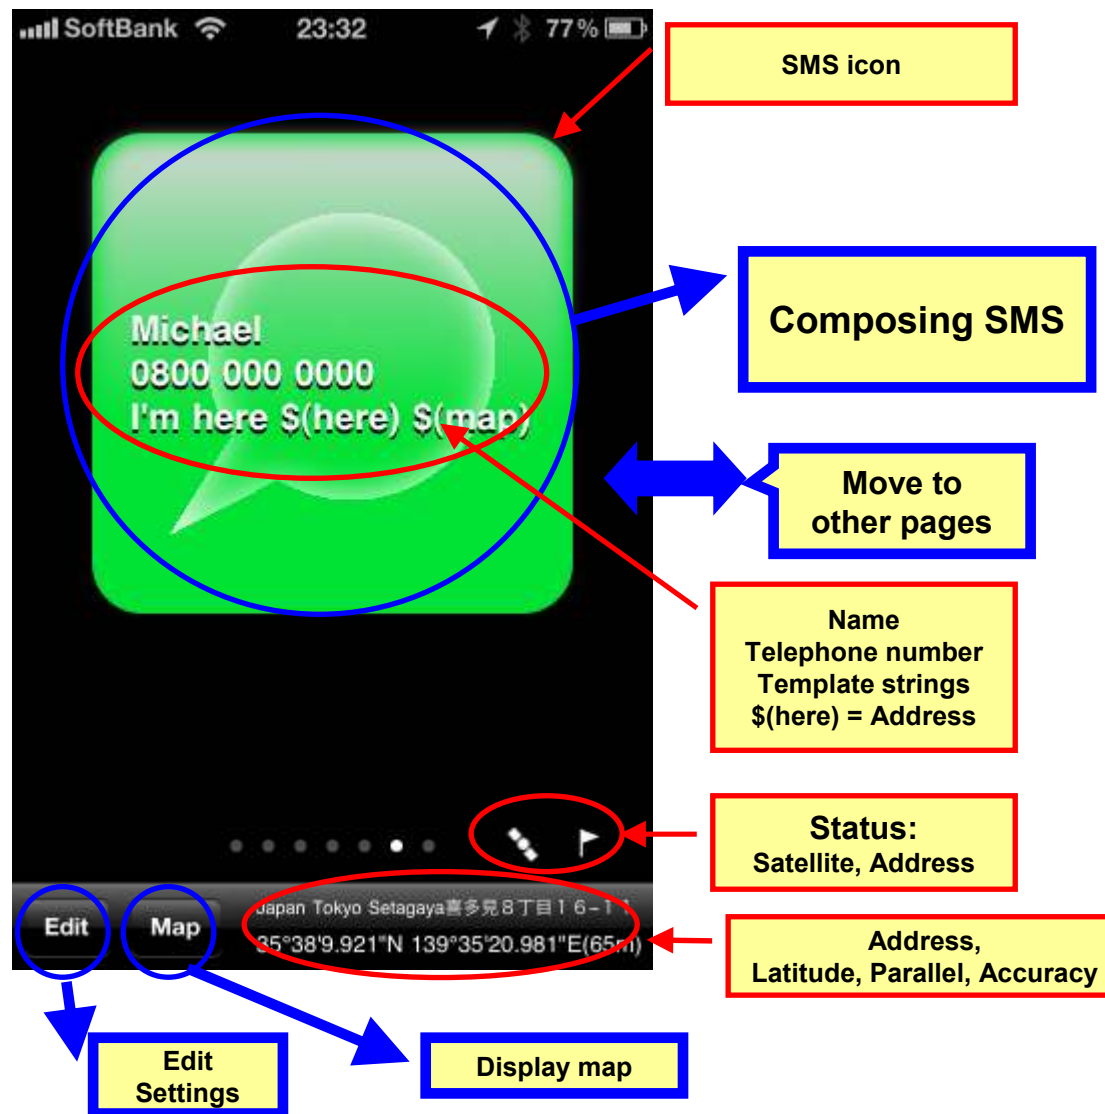 SoftBank 23:32 77%
SMS icon
Michael
0800 000 0000
I'm here $(here) $(map)
Composing SMS
Move to
other pages
Name
Telephone number
Template strings
$(here) = Address
Status:
Satellite, Address
Edit
Map
Japan Tokyo Setagaya喜多見8丁目16-11
35°38'9.921"N 139°35'20.981"E(65m)
Address,
Latitude, Parallel, Accuracy
Edit
Settings
Display map